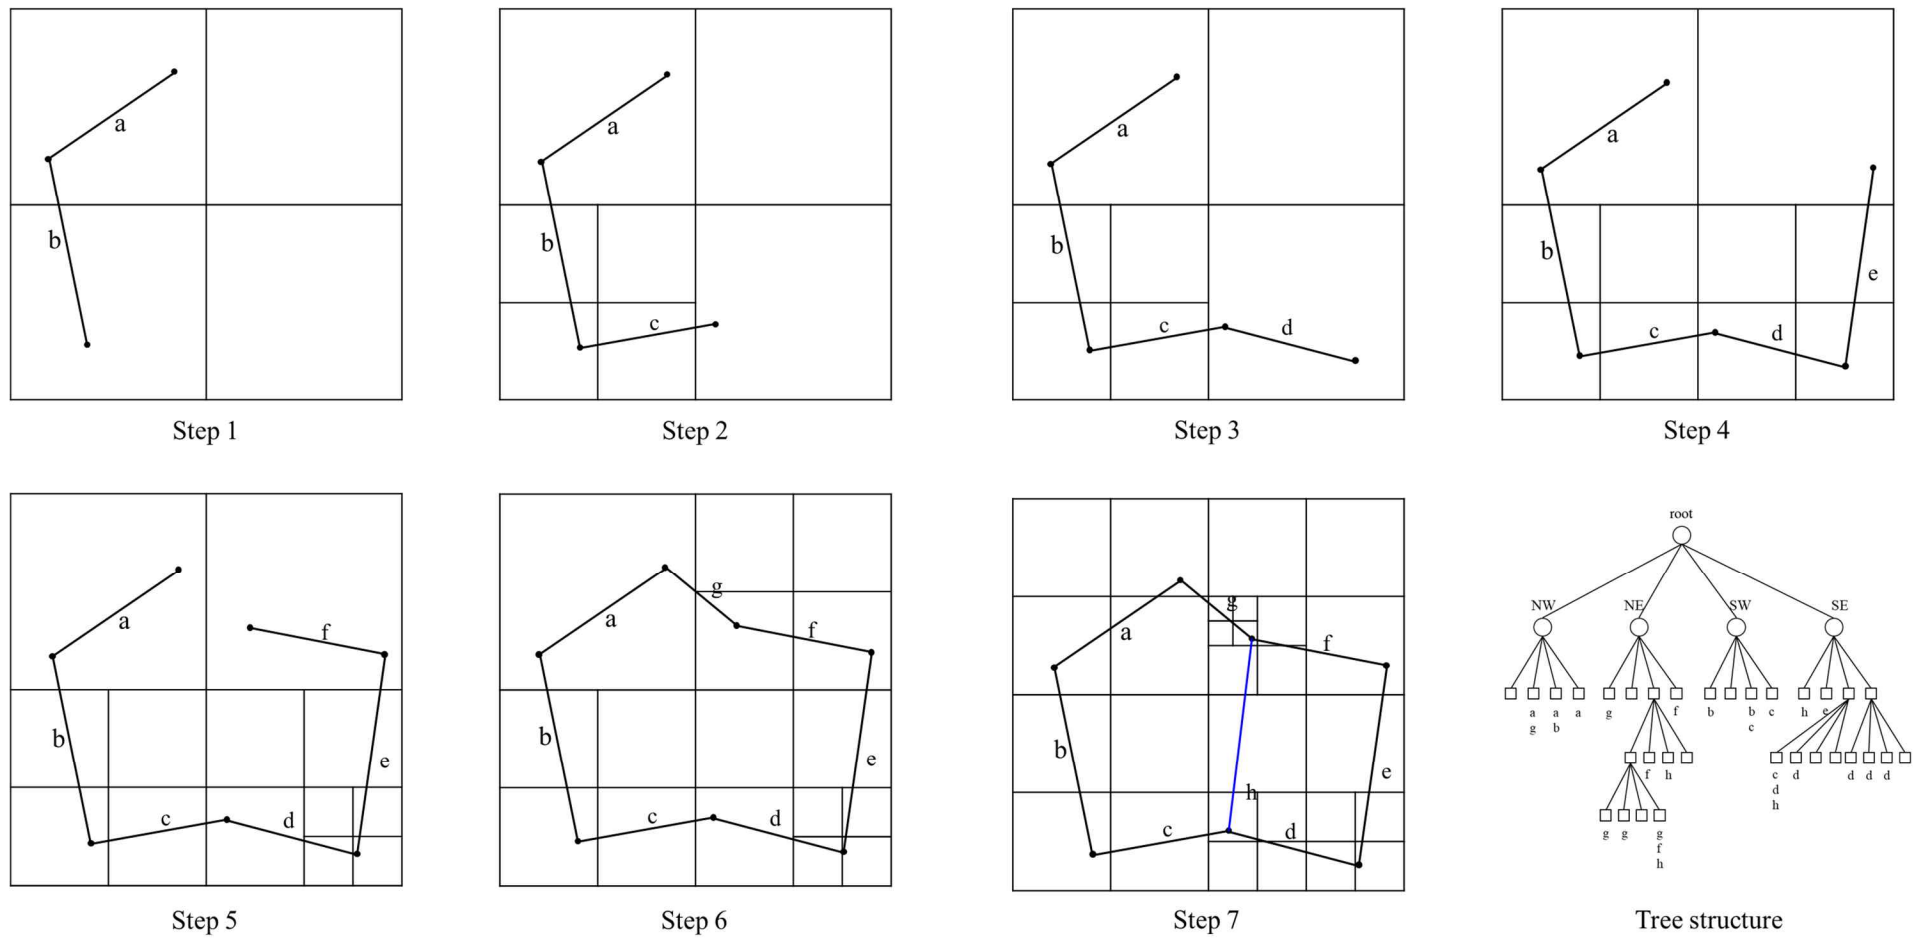 a
b
Step 1
a
b
c
Step 2
a
b
c
d
Step 3
a
b
e
c
d
Step 4
a
f
b
e
c
d
Step 5
g
a
f
b
e
c
d
Step 6
g
a
f
b
e
h
c
d
Step 7
root
NW NE SW SE
a a a g f b b c h e
g b c
f h c d d d d
d
g g g h
f
h
Tree structure